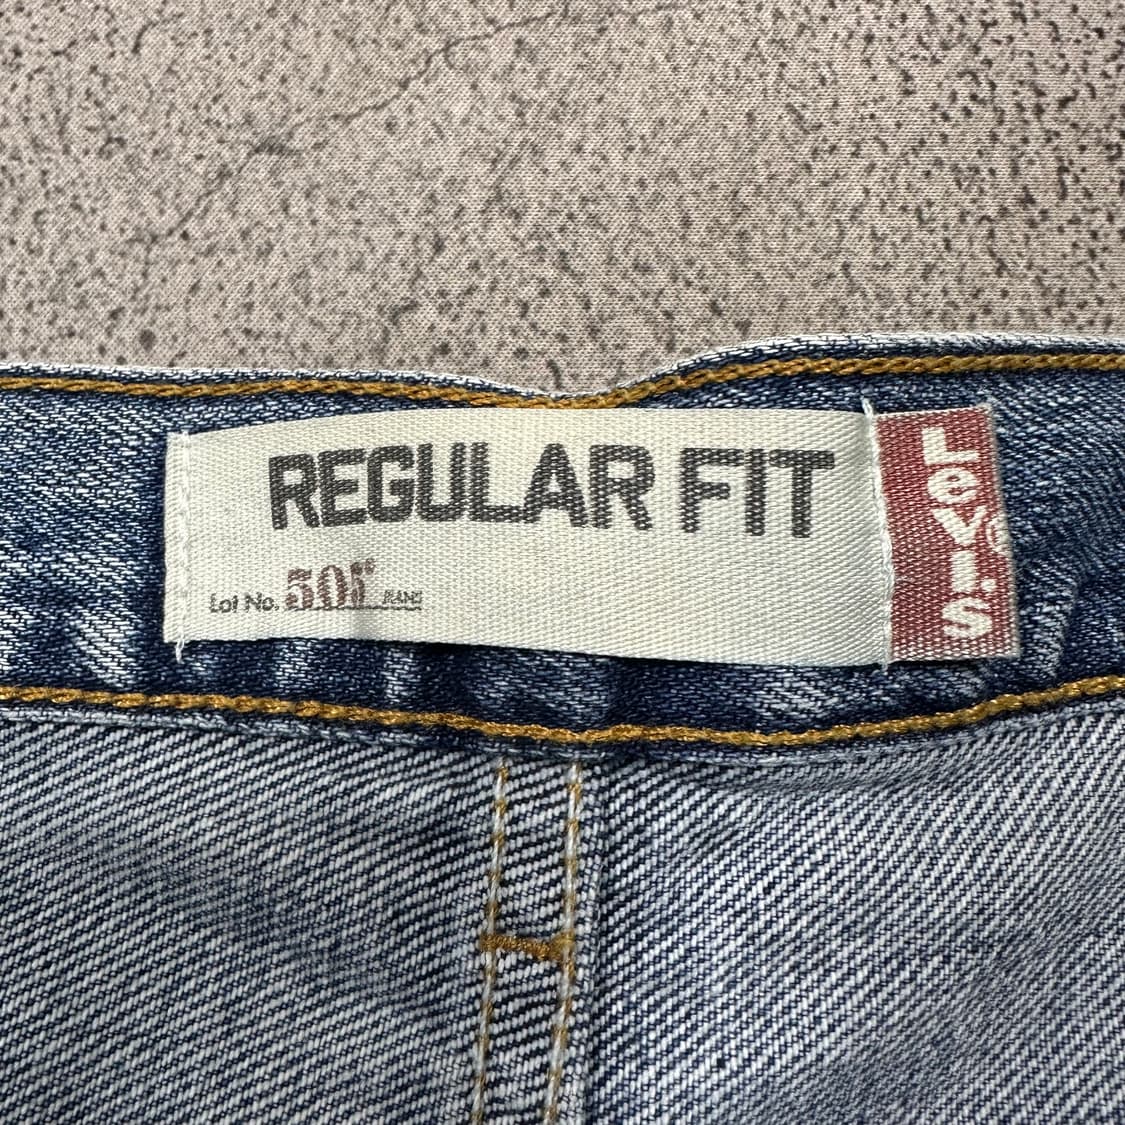 REGULAR FIT
Lot No. 505® JEANS
Levi's®